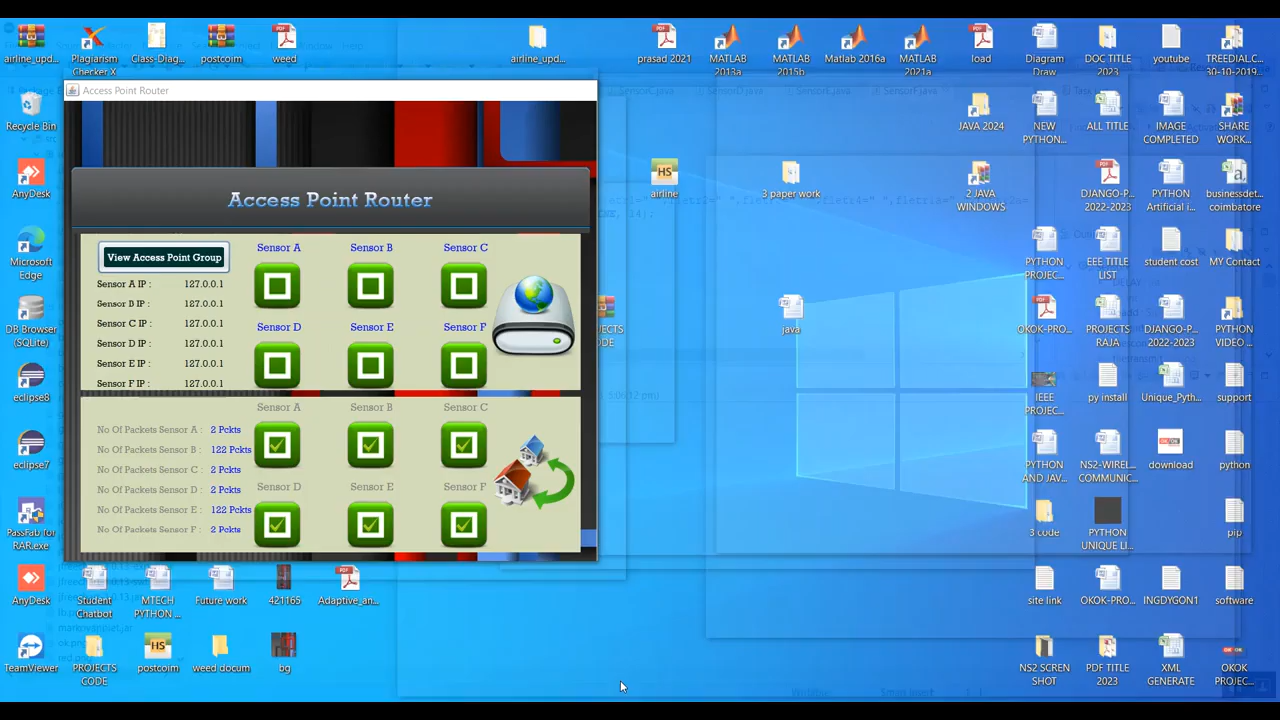 airline_upd...
Plagiarism
Checker X
Class-Diag...
postcoim
weed
airline_upd...
prasad 2021
MATLAB
2013a
MATLAB
2015b
Matlab 2016a
MATLAB
2021a
load
Diagram
Draw
DOC TITLE
2023
youtube
TREEDIAL.C...
30-10-2019...
Access Point Router
Recycle Bin
JAVA 2024
NEW
PYTHON...
ALL TITLE
IMAGE
COMPLETED
SHARE
WORK...
AnyDesk
Access Point Router
HS
airline
3 paper work
2 JAVA
WINDOWS
DJANGO-P...
2022-2023
PYTHON
Artificial i...
businessdet...
coimbatore
View Access Point Group
Sensor A
Sensor B
Sensor C
Sensor A IP : 127.0.0.1
Sensor B IP : 127.0.0.1
Sensor C IP : 127.0.0.1
Sensor D IP : 127.0.0.1
Sensor E IP : 127.0.0.1
Sensor F IP : 127.0.0.1
Sensor D
Sensor E
Sensor F
Microsoft
Edge
PYTHON
PROJEC...
EEE TITLE
LIST
student cost
MY Contact
DB Browser
(SQLite)
CODE
java
OKOK-PRO...
PROJECTS
RAJA
DJANGO-P...
2022-2023
PYTHON
VIDEO ...
eclipse8
IEEE
PROJEC...
py install
Unique_Pyth...
support
Sensor A
Sensor B
Sensor C
No Of Packets Sensor A : 2 Pckts
No Of Packets Sensor B : 122 Pckts
No Of Packets Sensor C : 2 Pckts
No Of Packets Sensor D : 2 Pckts
No Of Packets Sensor E : 122 Pckts
No Of Packets Sensor F : 2 Pckts
Sensor D
Sensor E
Sensor F
eclipse7
PYTHON
AND JAV...
NS2-WIREL...
COMMUNIC...
download
python
PassFab for
RAR.exe
3 code
PYTHON
UNIQUE LI...
pip
AnyDesk
Student
Chatbot
MTECH
PYTHON ...
Future work
421165
Adaptive_an...
site link
OKOK-PRO...
INGDYGON1
software
TeamViewer
PROJECTS
CODE
HS
postcoim
weed docum
bg
NS2 SCREN
SHOT
PDF TITLE
2023
XML
GENERATE
OKOK
PROJEC...